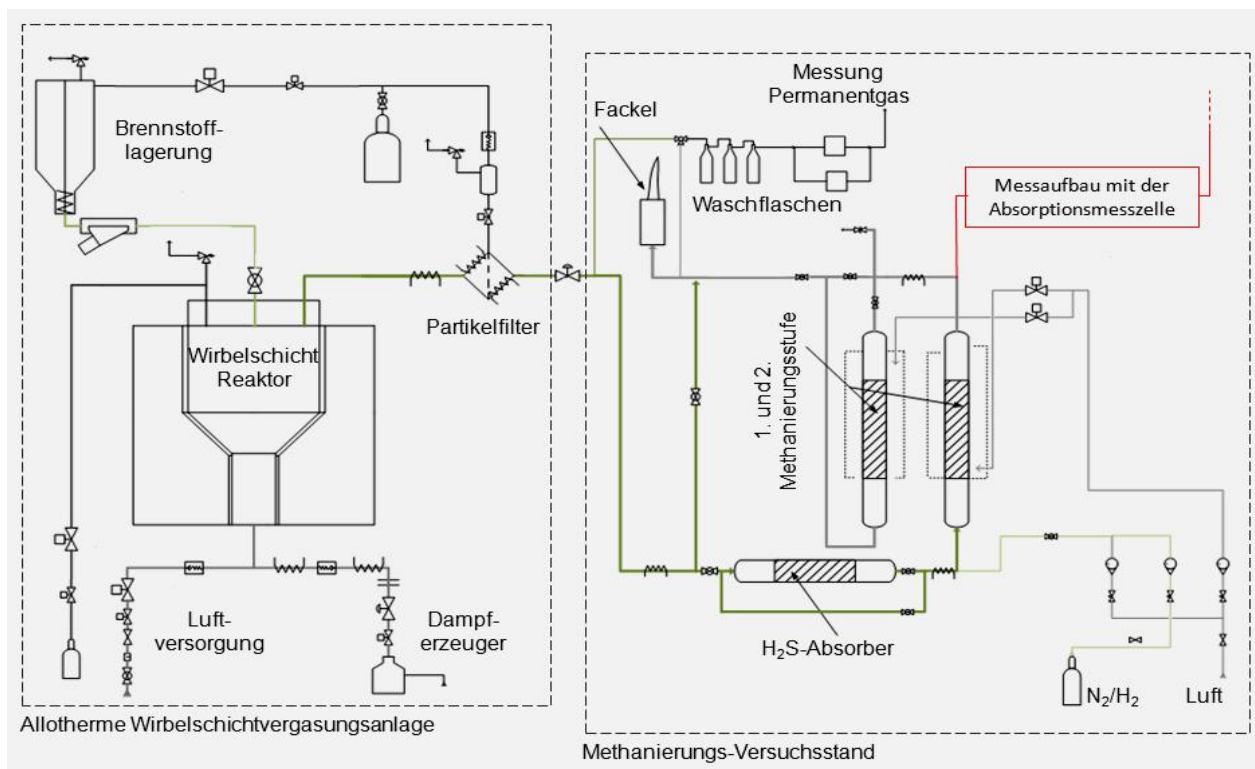 Brennstoff-
lagerung
Wirbelschicht
Reaktor
Partikelfilter
Luft-
versorgung
Dampf-
erzeuger
Allotherme Wirbelschichtvergasungsanlage
Messung
Permanentgas
Fackel
Waschflaschen
Messaufbau mit der
Absorptionsmesszelle
1. und 2.
Methanierungsstufe
H₂S-Absorber
N₂/H₂
Luft
Methanierungs-Versuchsstand